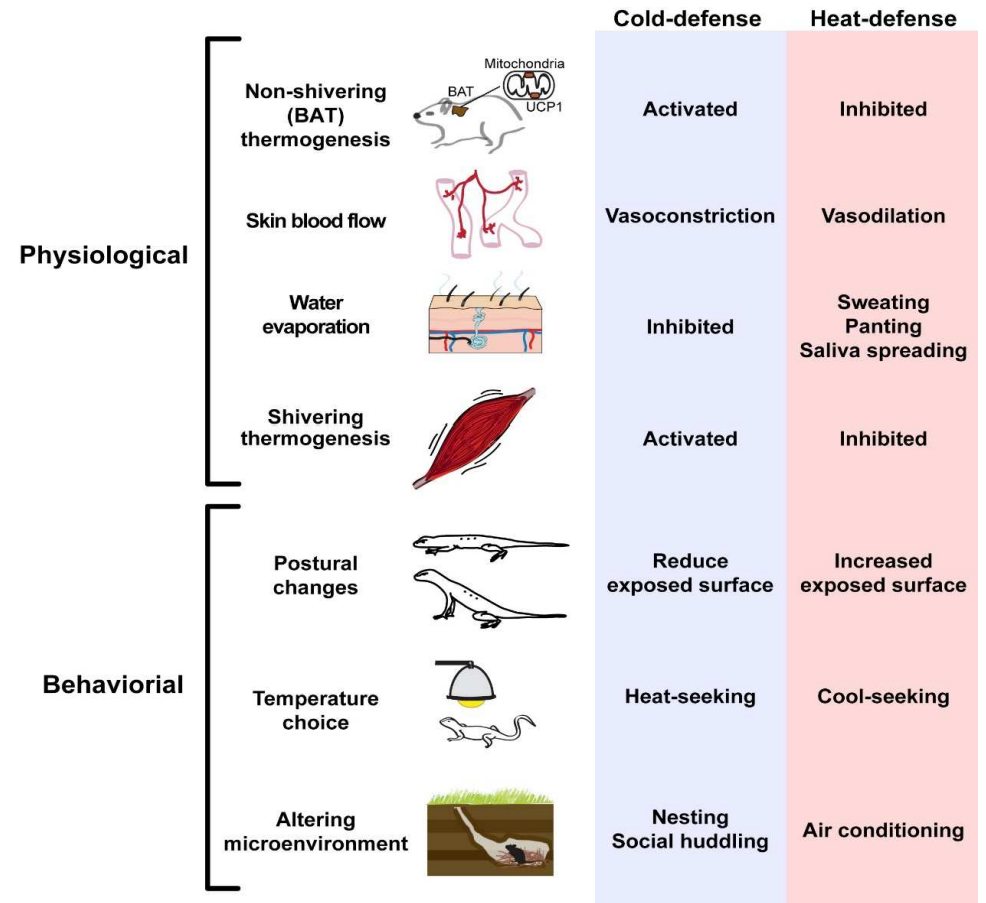 Cold-defense
Heat-defense
Physiological
Non-shivering
(BAT)
thermogenesis
BAT
Mitochondria
UCP1
Activated
Inhibited
Skin blood flow
Vasoconstriction
Vasodilation
Water
evaporation
Inhibited
Sweating
Panting
Saliva spreading
Shivering
thermogenesis
Activated
Inhibited
Behaviorial
Postural
changes
Reduce
exposed surface
Increased
exposed surface
Temperature
choice
Heat-seeking
Cool-seeking
Altering
microenvironment
Nesting
Social huddling
Air conditioning